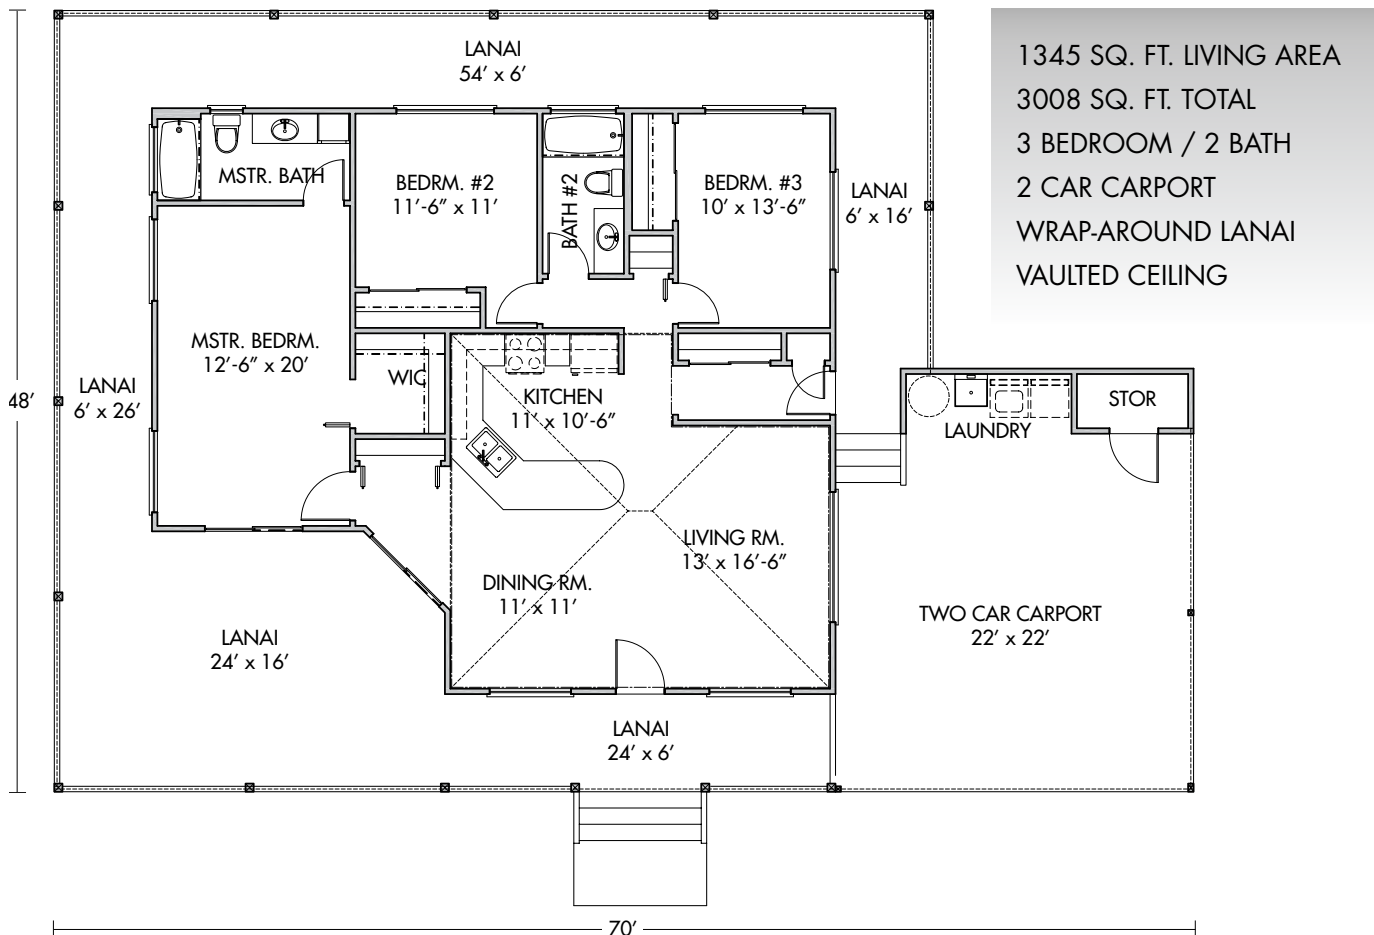 LANAI
54′ x 6′
1345 SQ. FT. LIVING AREA
3008 SQ. FT. TOTAL
3 BEDROOM / 2 BATH
2 CAR CARPORT
WRAP-AROUND LANAI
VAULTED CEILING
MSTR. BATH
BEDRM. #2
11′-6″ x 11′
BATH #2
BEDRM. #3
10′ x 13′-6″
LANAI
6′ x 16′
MSTR. BEDRM.
12′-6″ x 20′
WIC
LANAI
6′ x 26′
48′
KITCHEN
11′ x 10′-6″
LAUNDRY
STOR
LIVING RM.
13′ x 16′-6″
DINING RM.
11′ x 11′
LANAI
24′ x 16′
TWO CAR CARPORT
22′ x 22′
LANAI
24′ x 6′
70′